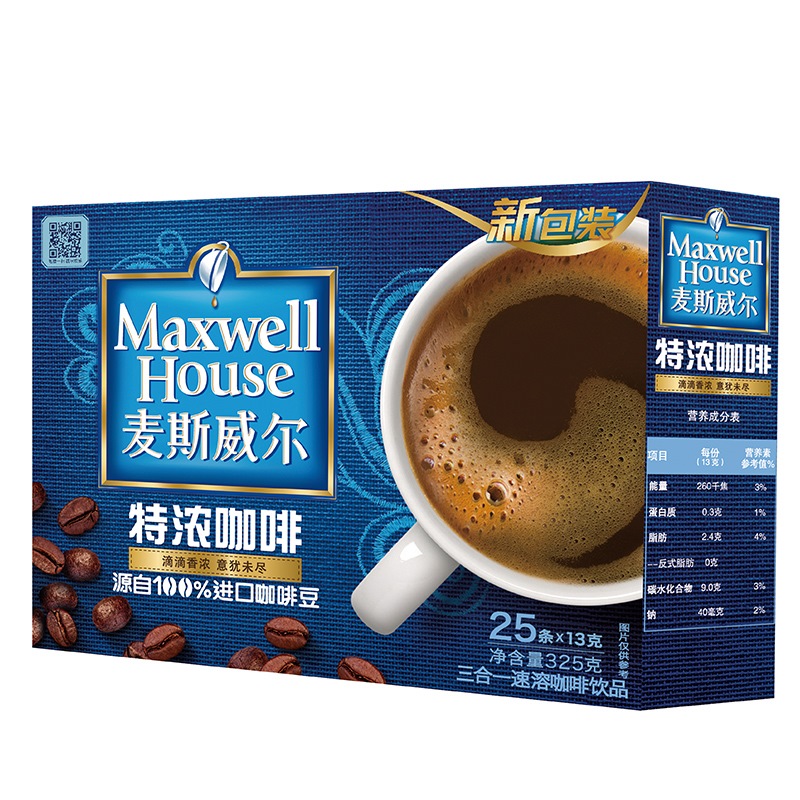 新包装
Maxwell
House
麦斯威尔
特浓咖啡
滴滴香浓 意犹未尽
源自100%进口咖啡豆
25条x13克
净含量325克
三合一速溶咖啡饮品
图片仅供参考
Maxwell
House
麦斯威尔
特浓咖啡
滴滴香浓 意犹未尽
营养成分表
项目 每份(13克) 营养素参考值%
能量 260千焦 3%
蛋白质 0.3克 1%
脂肪 2.4克 4%
--反式脂肪 0克
碳水化合物 9.0克 3%
钠 40毫克 2%